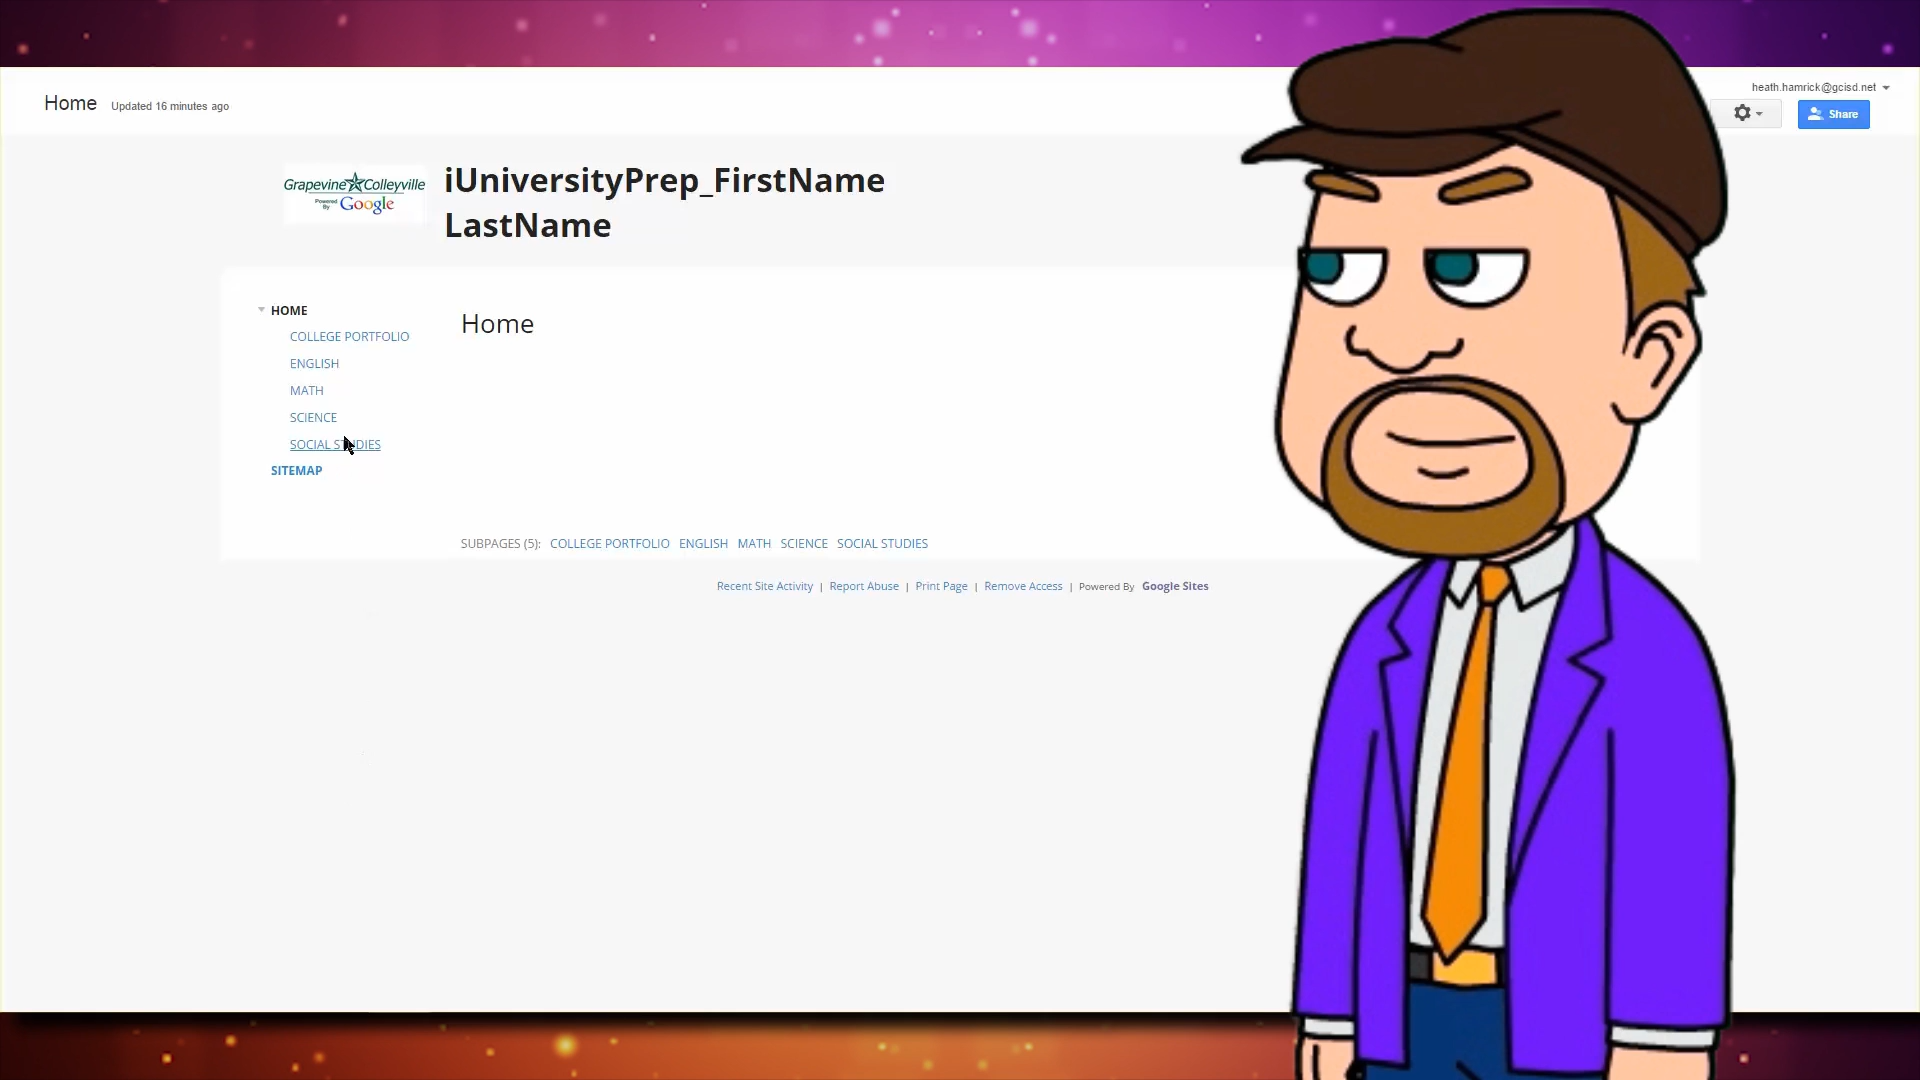 heath.hamrick@gcisd.net
Home Updated 16 minutes ago
Share
Grapevine Colleyville
Powered By Google
iUniversityPrep_FirstName
LastName
HOME
COLLEGE PORTFOLIO
ENGLISH
MATH
SCIENCE
SOCIAL STUDIES
SITEMAP
Home
SUBPAGES (5): COLLEGE PORTFOLIO ENGLISH MATH SCIENCE SOCIAL STUDIES
Recent Site Activity | Report Abuse | Print Page | Remove Access | Powered By Google Sites